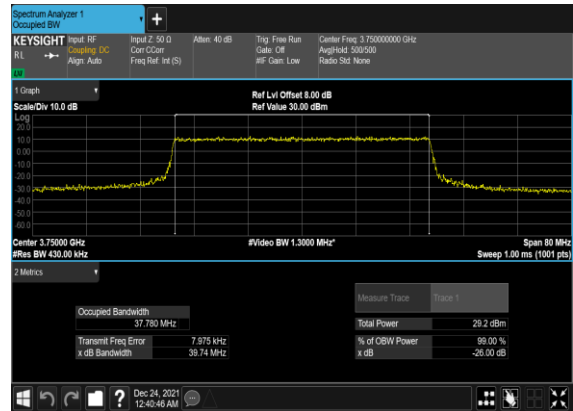 Spectrum Analyzer 1
Occupied BW
+
KEYSIGHT Input: RF Input Z: 50 Ω Atten: 40 dB Trig: Free Run Center Freq: 3.750000000 GHz
RL Coupling: DC Corr CCorr Gate: Off Avg|Hold: 500/500
Align: Auto Freq Ref: Int (S) #IF Gain: Low Radio Std: None
LW
1 Graph
Ref Lvl Offset 8.00 dB
Scale/Div 10.0 dB Ref Value 30.00 dBm
Log
20.0
10.0
0.00
-10.0
-20.0
-30.0
-40.0
-50.0
-60.0
Center 3.75000 GHz #Video BW 1.3000 MHz* Span 80 MHz
#Res BW 430.00 kHz Sweep 1.00 ms (1001 pts)
2 Metrics
Measure Trace Trace 1
Occupied Bandwidth
37.780 MHz Total Power 29.2 dBm
Transmit Freq Error 7.975 kHz % of OBW Power 99.00 %
x dB Bandwidth 39.74 MHz x dB -26.00 dB
? Dec 24, 2021
12:40:46 AM